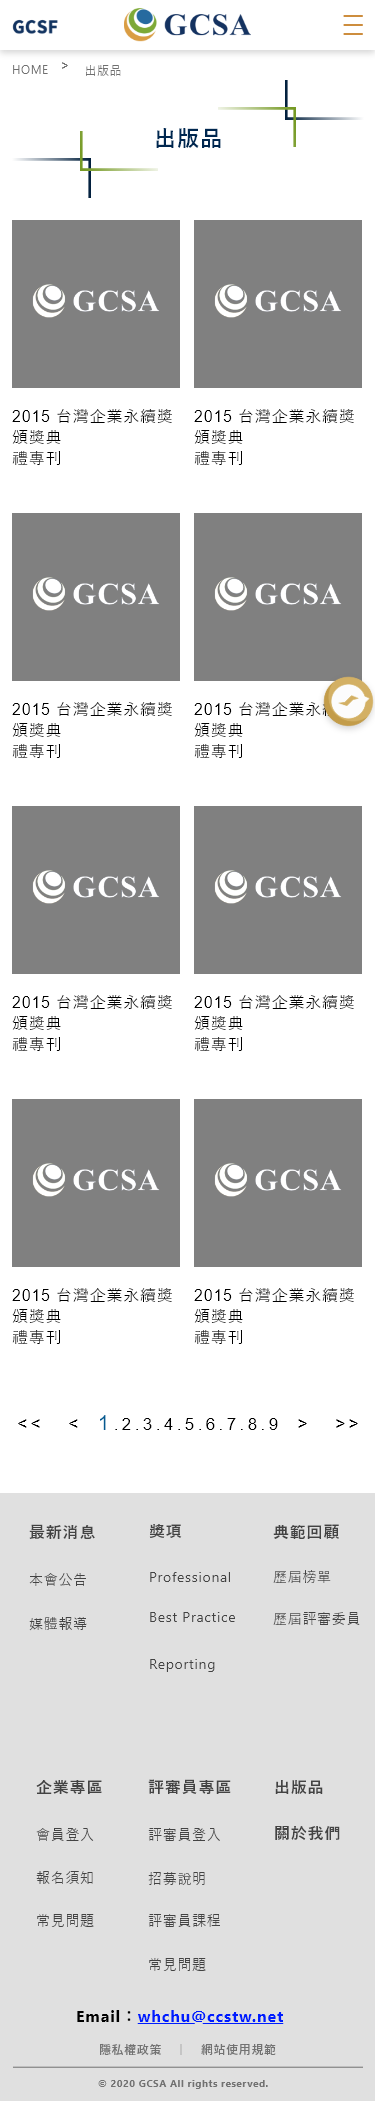 GCSF
GCSA
HOME > 出版品
出版品
GCSA
GCSA
2015 台灣企業永續獎
頒獎典
禮專刊
2015 台灣企業永續獎
頒獎典
禮專刊
GCSA
GCSA
2015 台灣企業永續獎
頒獎典
禮專刊
2015 台灣企業永
頒獎典
禮專刊
GCSA
GCSA
2015 台灣企業永續獎
頒獎典
禮專刊
2015 台灣企業永續獎
頒獎典
禮專刊
GCSA
GCSA
2015 台灣企業永續獎
頒獎典
禮專刊
2015 台灣企業永續獎
頒獎典
禮專刊
<< < 1.2.3.4.5.6.7.8.9 > >>
最新消息
本會公告
媒體報導
獎項
Professional
Best Practice
Reporting
典範回顧
歷屆榜單
歷屆評審委員
企業專區
會員登入
報名須知
常見問題
評審員專區
評審員登入
招募說明
評審員課程
常見問題
出版品
關於我們
Email：whchu@ccstw.net
隱私權政策 | 網站使用規範
© 2020 GCSA All rights reserved.